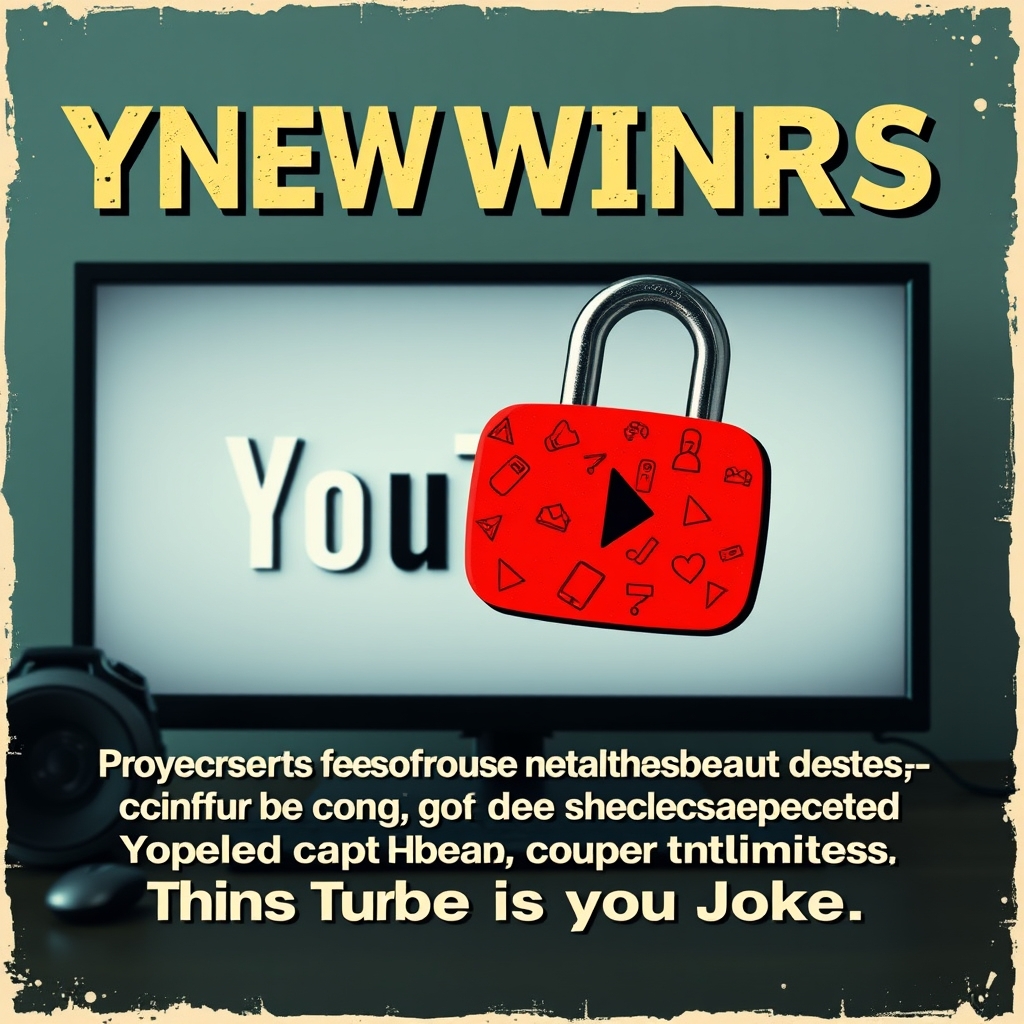 YNEW WINRS
YouT
Proyecrserts feesofrouse netalthesbeaut destes,-
ccinffur be cong, gof dee sheclecsaepeceted
Yopeled capt Hbean, couper tntlimitess.
Thins Turbe is you Joke.